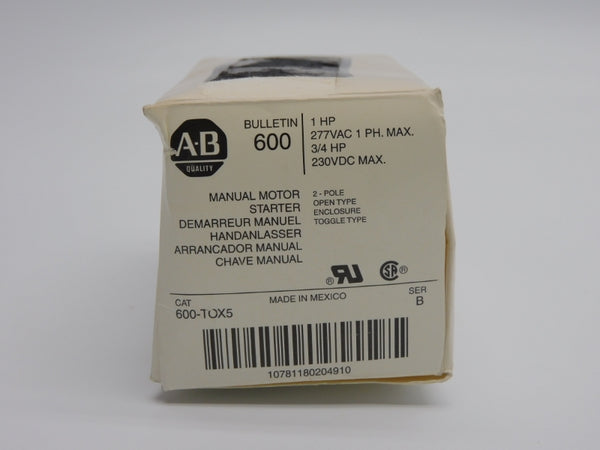 A-B
QUALITY
BULLETIN
600
1 HP
277VAC 1 PH. MAX.
3/4 HP
230VDC MAX.
MANUAL MOTOR
STARTER
DEMARREUR MANUEL
HANDANLASSER
ARRANCADOR MANUAL
CHAVE MANUAL
2 - POLE
OPEN TYPE
ENCLOSURE
TOGGLE TYPE
RU ®
SA ®
CAT
600-TOX5
MADE IN MEXICO
SER
B
10781180204910